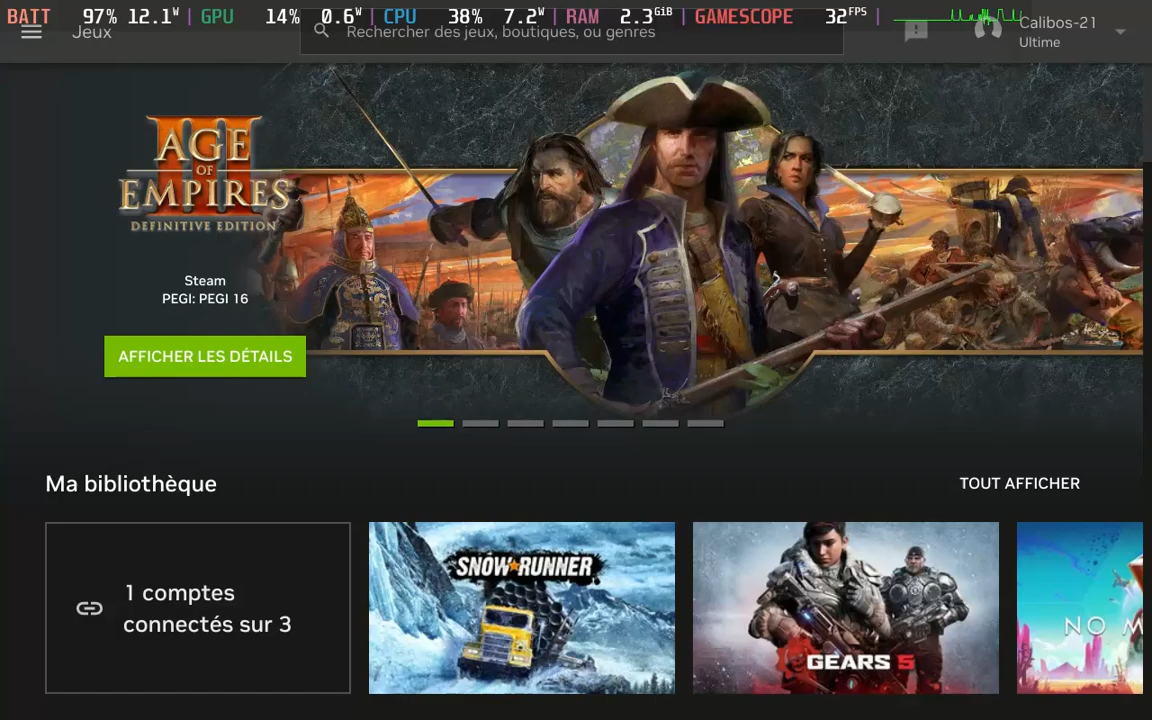 BATT 97% 12.1W | GPU 14% 0.6W | CPU 38% 7.2W | RAM 2.3GiB | GAMESCOPE 32FPS |
Jeux
Rechercher des jeux, boutiques, ou genres
Calibos-21
Ultime
AGE
OF
EMPIRES
III
DEFINITIVE EDITION
Steam
PEGI: PEGI 16
AFFICHER LES DÉTAILS
Ma bibliothèque
TOUT AFFICHER
1 comptes
connectés sur 3
SNOWRUNNER
GEARS 5
NO M